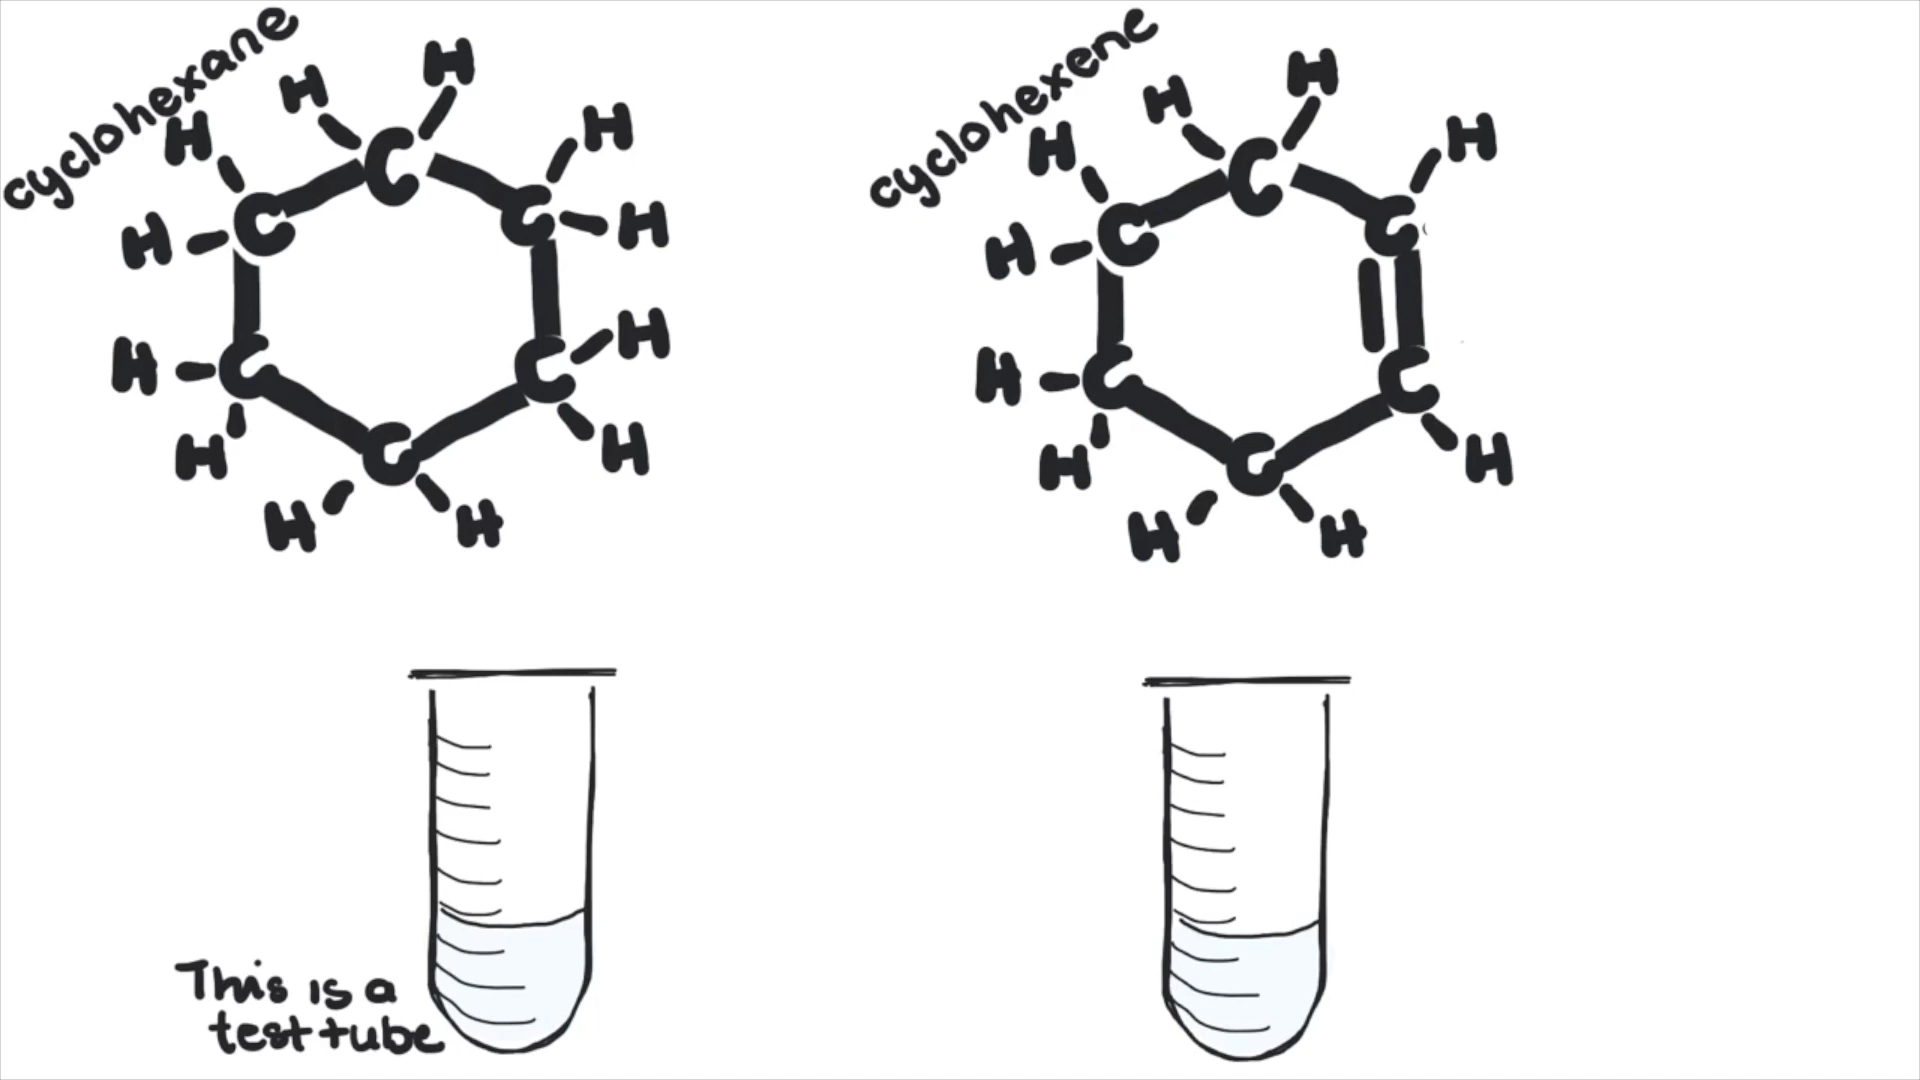 cyclohexane
H H
H C H
H C C H
H C C H
H C H
H H
cyclohexene
H H
H C H
H C C
H C C
H C H
H H
This is a
test tube